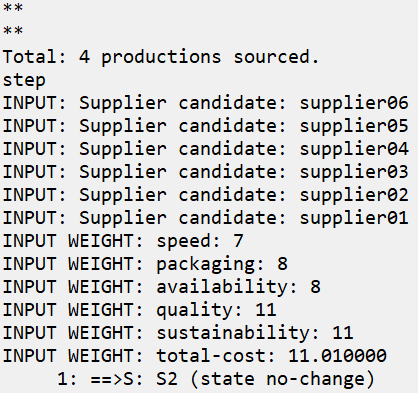 **
**
Total: 4 productions sourced.
step
INPUT: Supplier candidate: supplier06
INPUT: Supplier candidate: supplier05
INPUT: Supplier candidate: supplier04
INPUT: Supplier candidate: supplier03
INPUT: Supplier candidate: supplier02
INPUT: Supplier candidate: supplier01
INPUT WEIGHT: speed: 7
INPUT WEIGHT: packaging: 8
INPUT WEIGHT: availability: 8
INPUT WEIGHT: quality: 11
INPUT WEIGHT: sustainability: 11
INPUT WEIGHT: total-cost: 11.010000
     1: ==>S: S2 (state no-change)